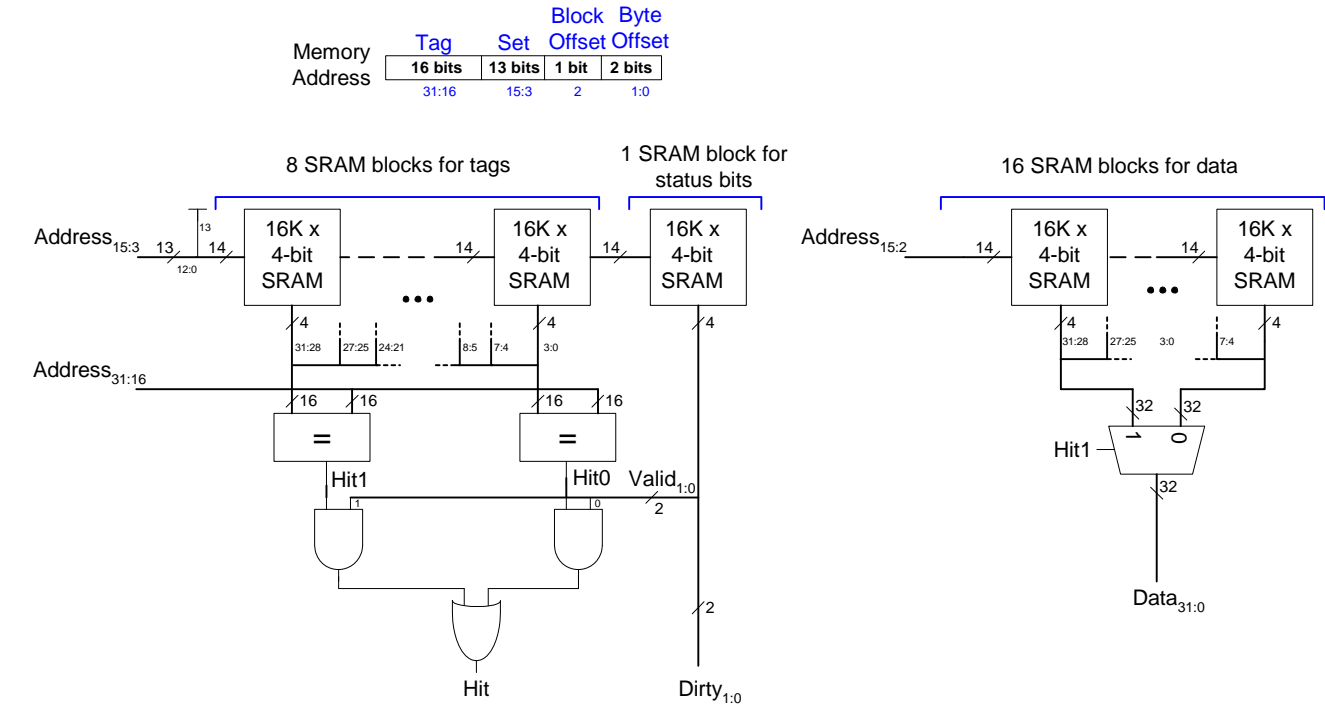 Block Byte
Tag Set Offset Offset
Memory Address
16 bits 13 bits 1 bit 2 bits
31:16 15:3 2 1:0
8 SRAM blocks for tags
1 SRAM block for
status bits
16 SRAM blocks for data
Address15:3
13
12:0
13
14
16K x
4-bit
SRAM
14
16K x
4-bit
SRAM
14
16K x
4-bit
SRAM
Address15:2
14
16K x
4-bit
SRAM
14
16K x
4-bit
SRAM
4
31:28
27:25
24:21
8:5
7:4
4
3:0
4
4
31:28
27:25
3:0
7:4
4
Address31:16
16
16
16
16
=
=
32
32
1
0
Hit1
32
Hit1
Hit0
Valid1:0
2
1
0
2
Data31:0
Hit
Dirty1:0